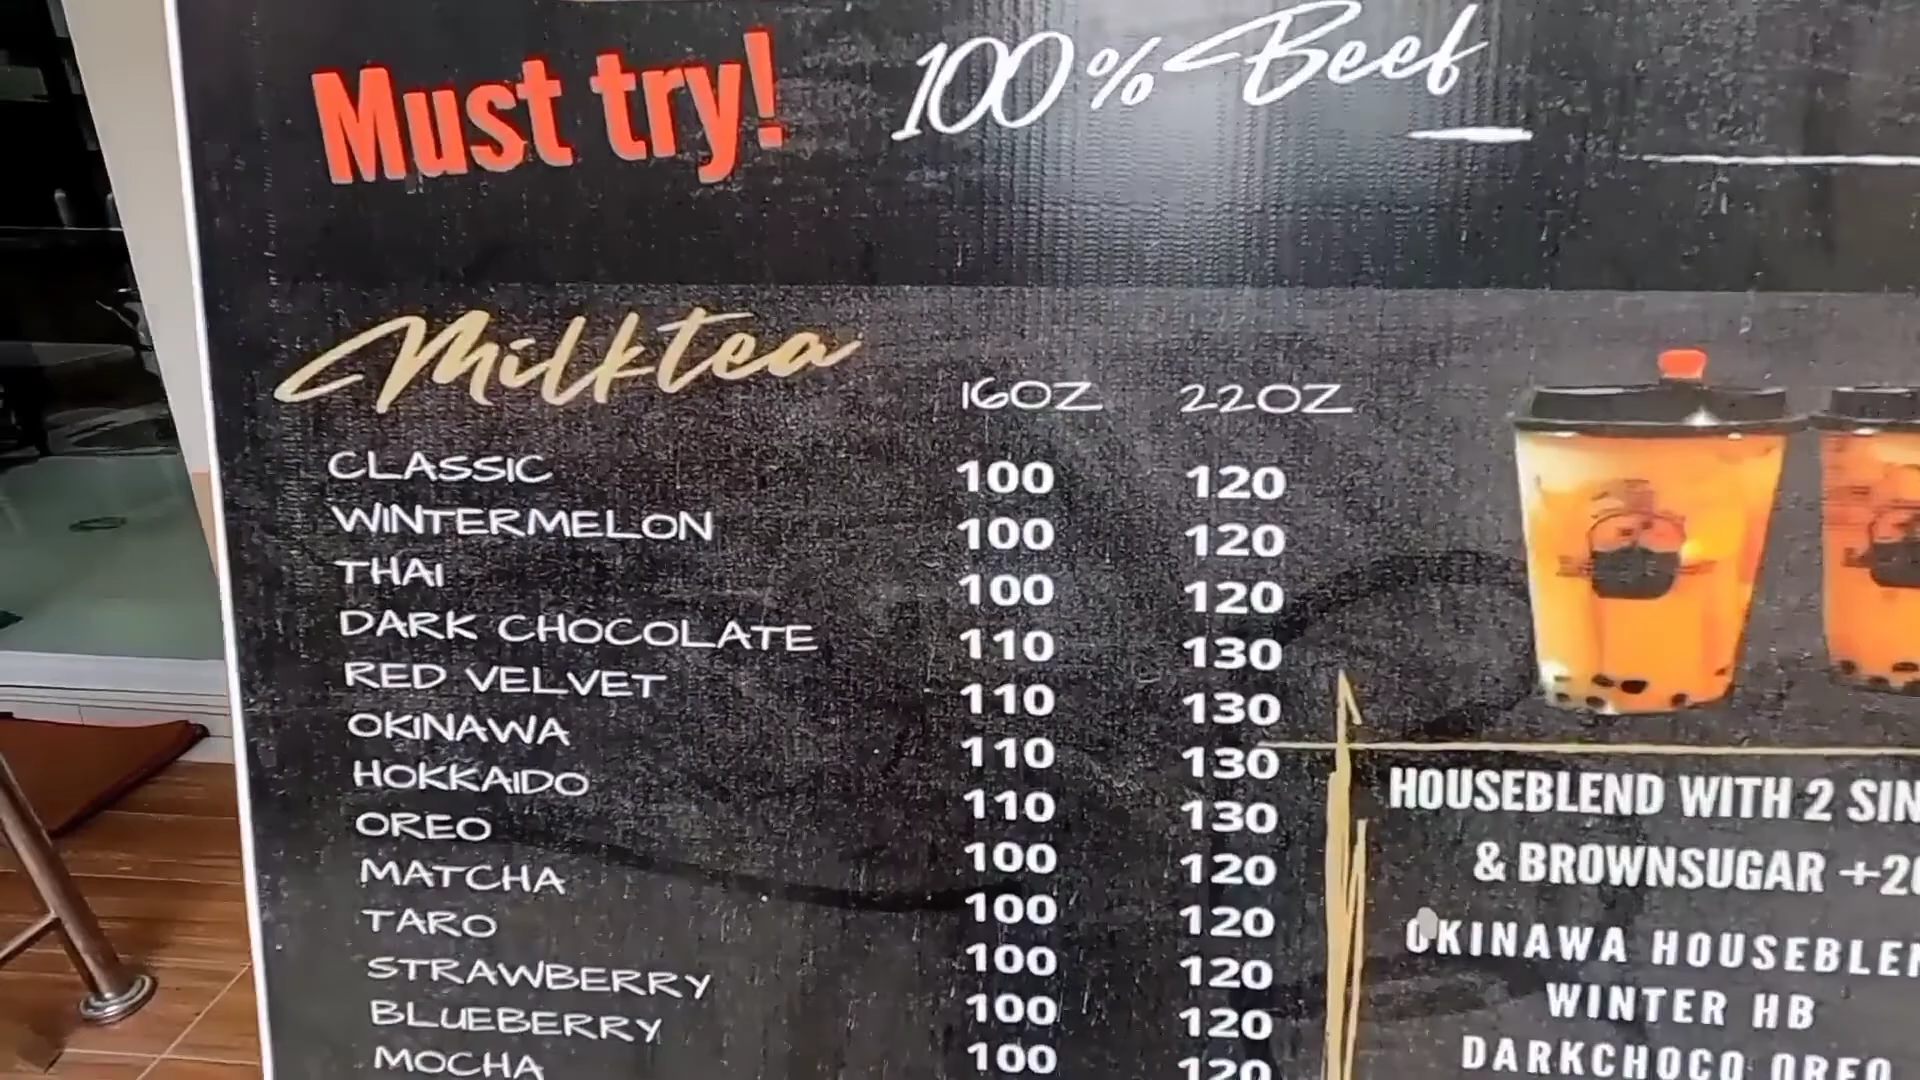 Must try! 100% Beef
Milktea 16OZ 22OZ
CLASSIC 100 120
WINTERMELON 100 120
THAI 100 120
DARK CHOCOLATE 110 130
RED VELVET 110 130
OKINAWA 110 130
HOKKAIDO 110 130
OREO 100 120
MATCHA 100 120
TARO 100 120
STRAWBERRY 100 120
BLUEBERRY 100 120
MOCHA
HOUSEBLEND WITH 2 SIN
& BROWNSUGAR +20
OKINAWA HOUSEBLEN
WINTER HB
DARKCHOCO OREO